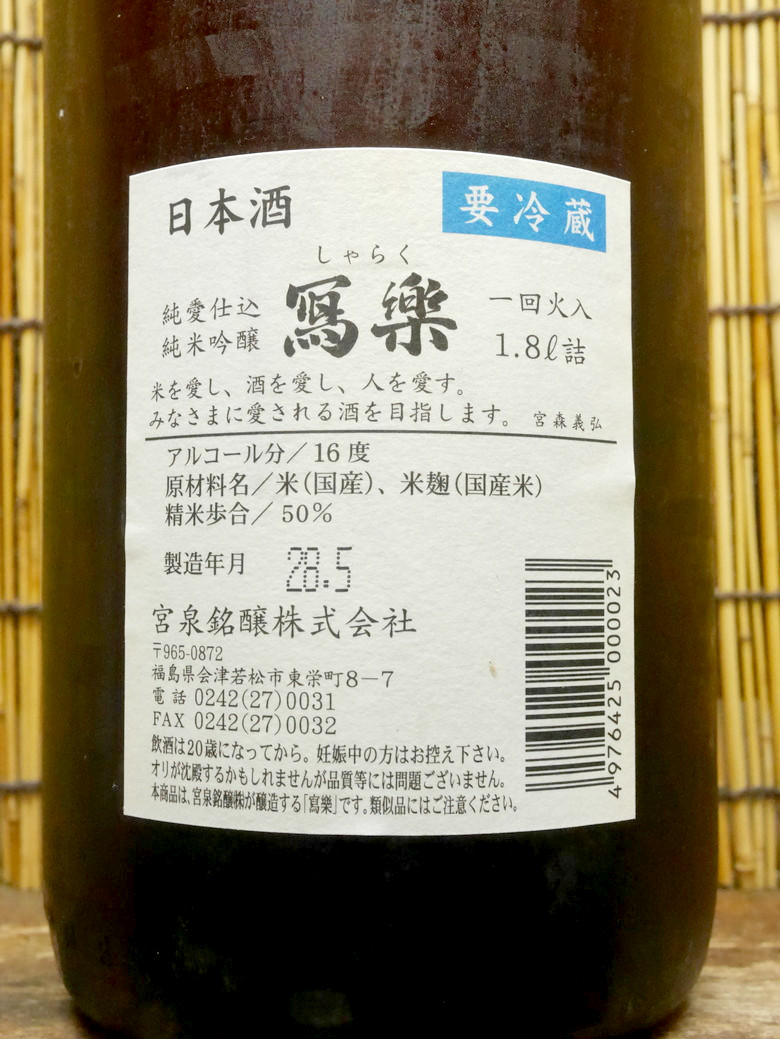 日本酒
要冷蔵
しゃらく
純愛仕込
純米吟醸
寫樂
一回火入
1.8ℓ詰
米を愛し、酒を愛し、人を愛す。
みなさまに愛される酒を目指します。 宮森義弘
アルコール分／16度
原材料名／米(国産)、米麹(国産米)
精米歩合／50%
製造年月 28.5
宮泉銘醸株式会社
〒965-0872
福島県会津若松市東栄町8－7
電話 0242(27)0031
FAX 0242(27)0032
飲酒は20歳になってから。妊娠中の方はお控え下さい。
オリが沈殿するかもしれませんが品質等には問題ございません。
本商品は、宮泉銘醸㈱が醸造する「寫樂」です。類似品にはご注意ください。
4 976425 000023